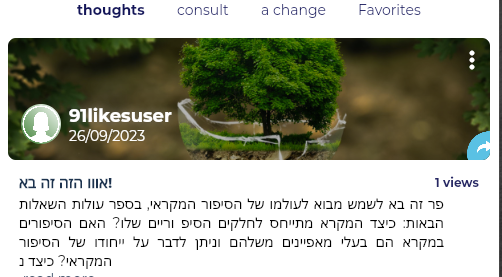 thoughts consult a change Favorites
91likesuser
26/09/2023
אווו הזה זה בא!
1 views
פר זה בא לשמש מבוא לעולמו של הסיפור המקראי, בספר עולות השאלות
הבאות: כיצד המקרא מתייחס לחלקים הסיפ וריים שלו? האם הסיפורים
במקרא הם בעלי מאפיינים משלהם וניתן לדבר על ייחודו של הסיפור
המקראי? כיצד נ